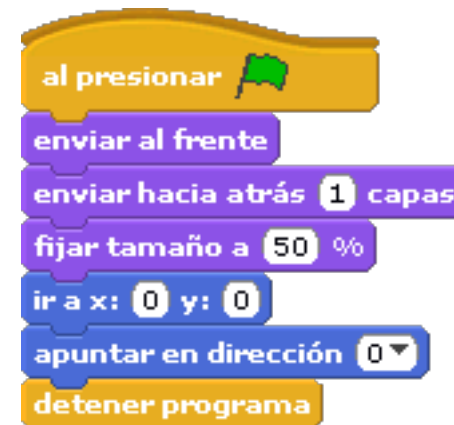 al presionar
enviar al frente
enviar hacia atrás 1 capas
fijar tamaño a 50 %
ir a x: 0 y: 0
apuntar en dirección 0
detener programa